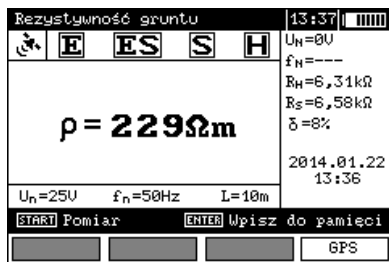 Rezystywność gruntu 13:37
E ES S H
UN=0V
fN=---
RH=6,31kΩ
RS=6,58kΩ
δ=8%
ρ = 229Ωm
2014.01.22
13:36
Un=25V fn=50Hz L=10m
START Pomiar ENTER Wpisz do pamięci
GPS